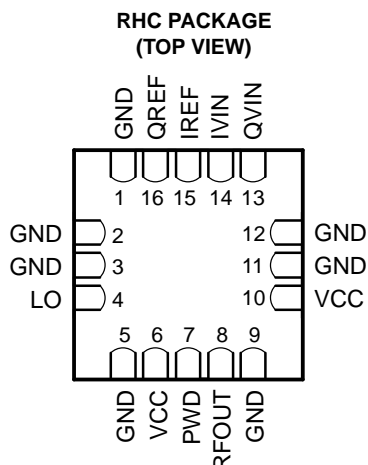 RHC PACKAGE
(TOP VIEW)
GND QREF IREF IVIN QVIN
1 16 15 14 13
GND 2 12 GND
GND 3 11 GND
LO 4 10 VCC
5 6 7 8 9
GND VCC PWD RFOUT GND